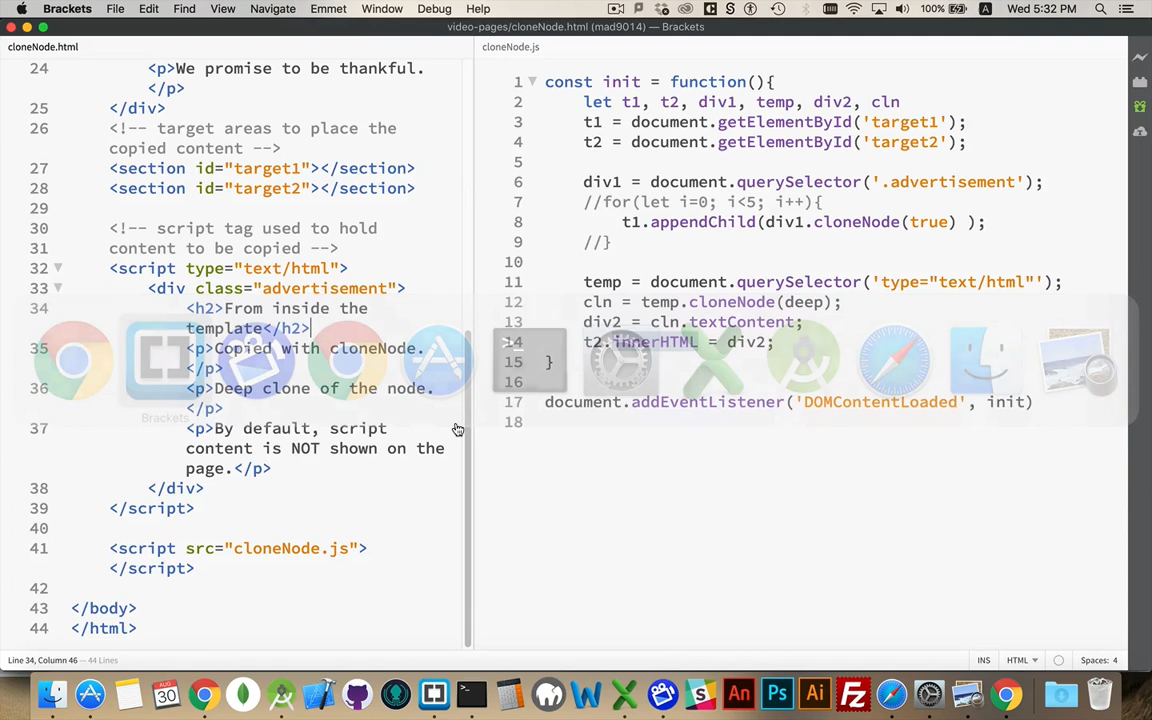 Brackets File Edit Find View Navigate Emmet Window Debug Help 100% A Wed 5:32 PM
video-pages/cloneNode.html (mad9014) — Brackets
cloneNode.html
24 <p>We promise to be thankful.
</p>
25 </div>
26 <!-- target areas to place the
copied content -->
27 <section id="target1"></section>
28 <section id="target2"></section>
29
30 <!-- script tag used to hold
31 content to be copied -->
32 <script type="text/html">
33 <div class="advertisement">
34 <h2>From inside the
template</h2>
35 <p>Copied with cloneNode.
</p>
36 <p>Deep clone of the node.
</p>
37 <p>By default, script
content is NOT shown on the
page.</p>
38 </div>
39 </script>
40
41 <script src="cloneNode.js">
</script>
42
43 </body>
44 </html>
cloneNode.js
1 const init = function(){
2 let t1, t2, div1, temp, div2, cln
3 t1 = document.getElementById('target1');
4 t2 = document.getElementById('target2');
5
6 div1 = document.querySelector('.advertisement');
7 //for(let i=0; i<5; i++){
8 t1.appendChild(div1.cloneNode(true) );
9 //}
10
11 temp = document.querySelector('type="text/html"');
12 cln = temp.cloneNode(deep);
13 div2 = cln.textContent;
14 t2.innerHTML = div2;
15 }
16
17 document.addEventListener('DOMContentLoaded', init)
18
Brackets
Line 34, Column 46 — 44 Lines
INS HTML Spaces: 4
AUG
30
An Ps Ai Fz